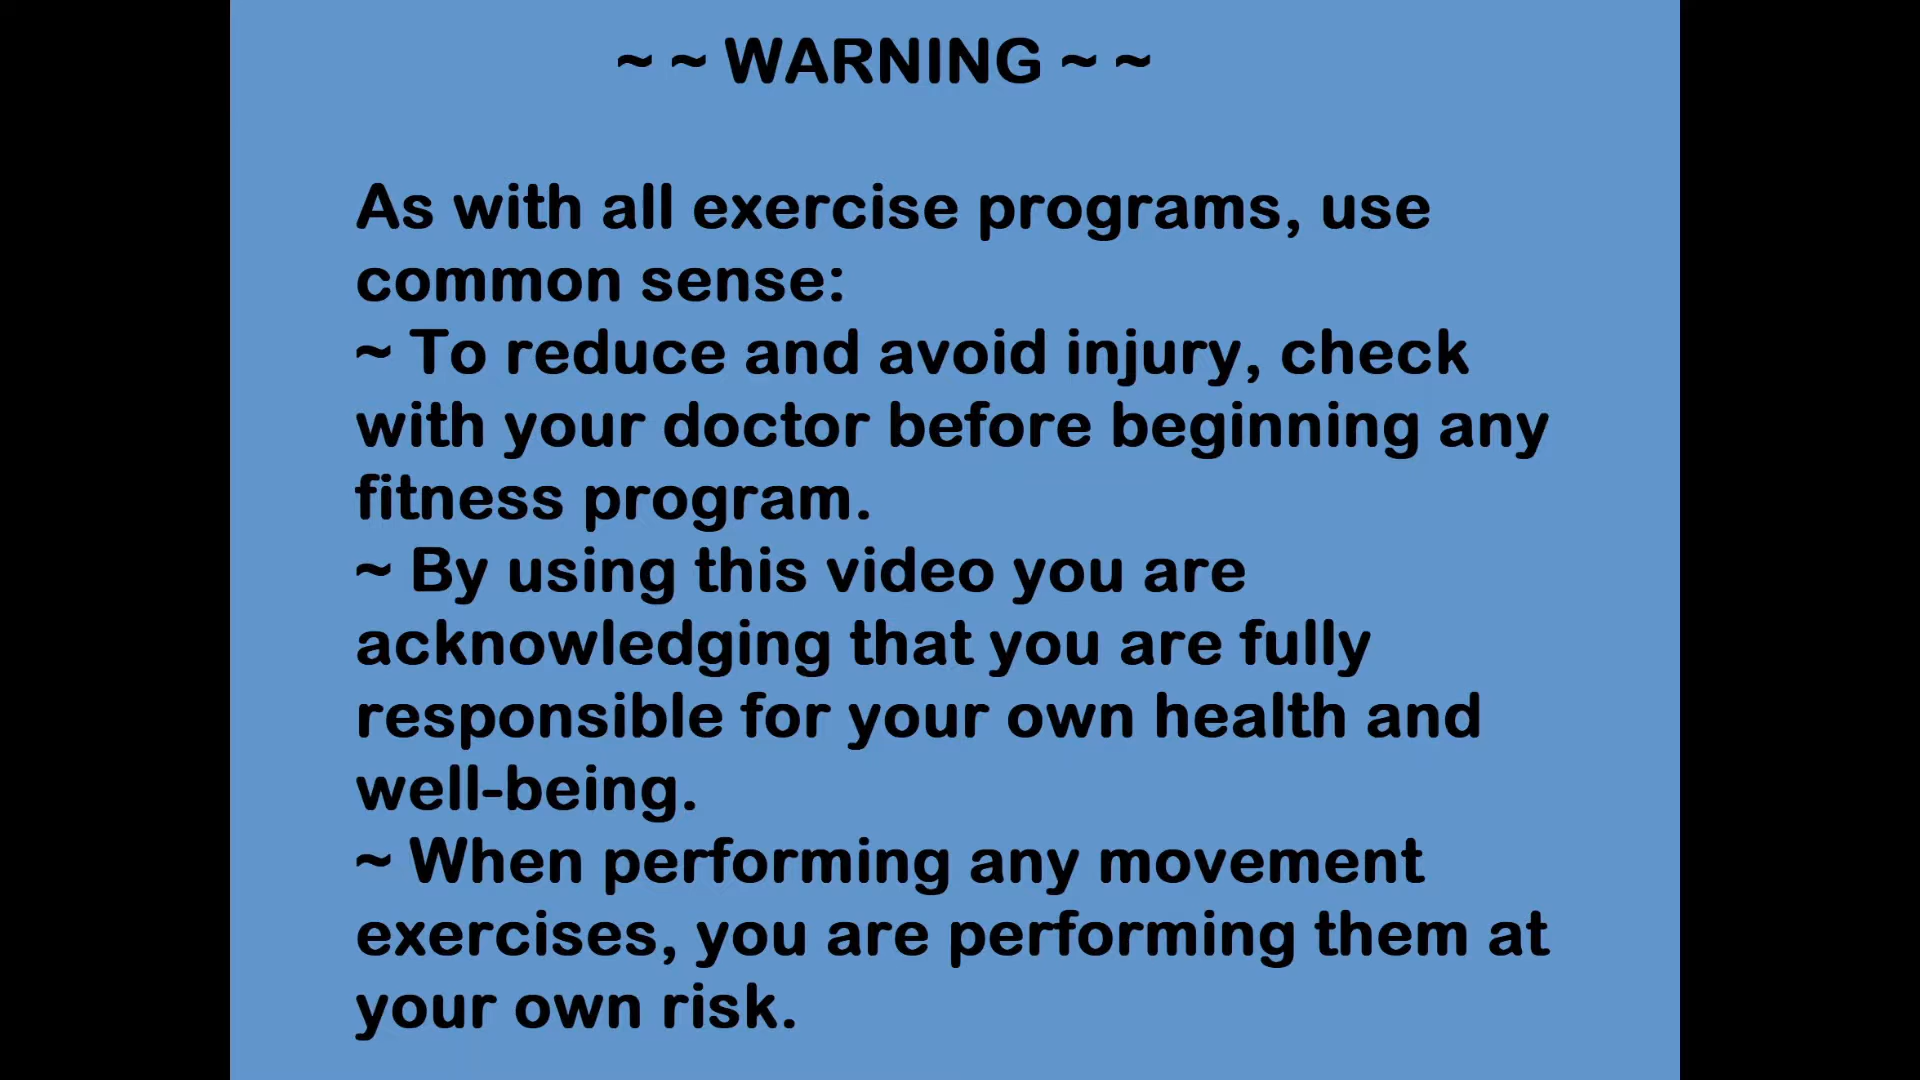 ~ ~ WARNING ~ ~
As with all exercise programs, use
common sense:
~ To reduce and avoid injury, check
with your doctor before beginning any
fitness program.
~ By using this video you are
acknowledging that you are fully
responsible for your own health and
well-being.
~ When performing any movement
exercises, you are performing them at
your own risk.